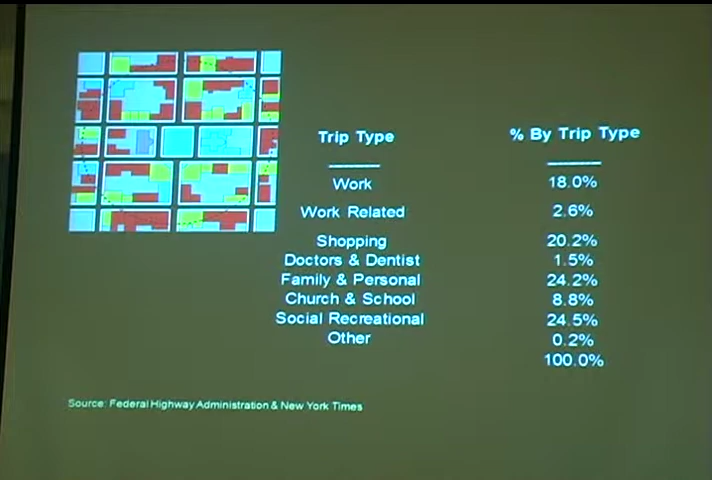 Trip Type % By Trip Type
Work 18.0%
Work Related 2.6%
Shopping 20.2%
Doctors & Dentist 1.5%
Family & Personal 24.2%
Church & School 8.8%
Social Recreational 24.5%
Other 0.2%
100.0%
Source: Federal Highway Administration & New York Times